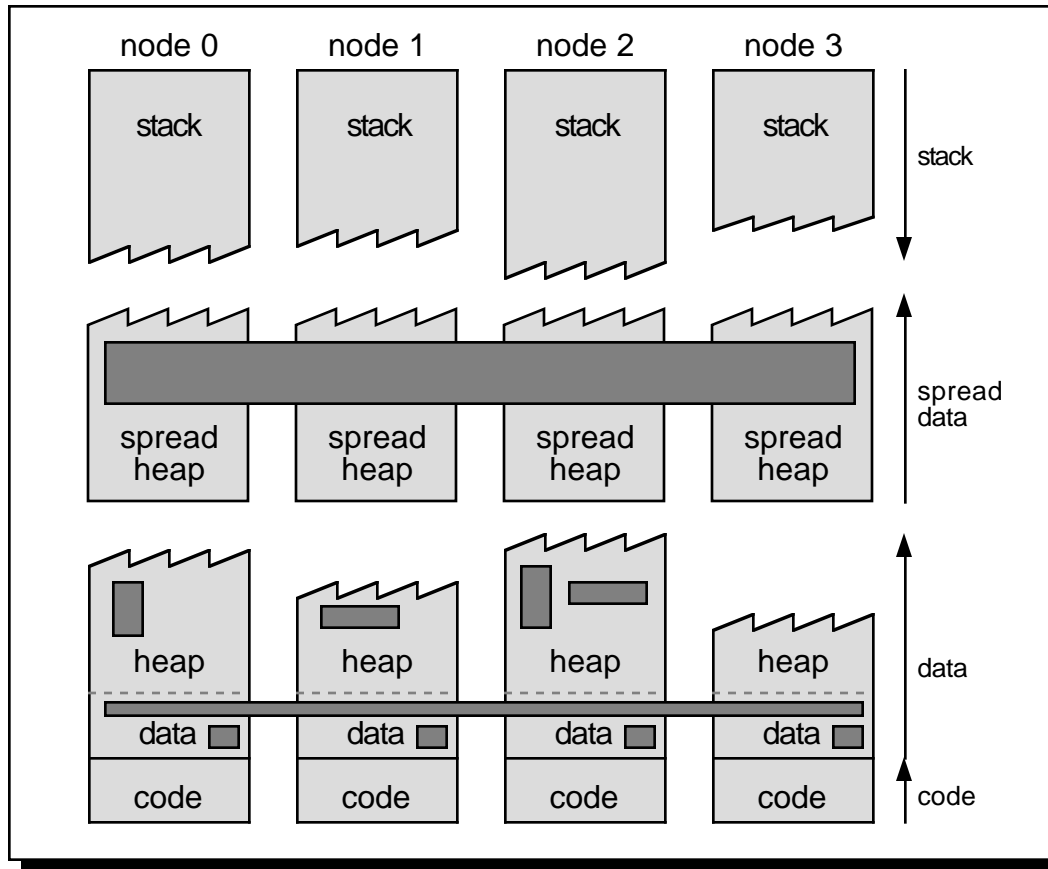 node 0 node 1 node 2 node 3
stack stack stack stack
stack
spread
data
spread spread spread spread
heap heap heap heap
heap heap heap heap
data
data data data data
code code code code
code